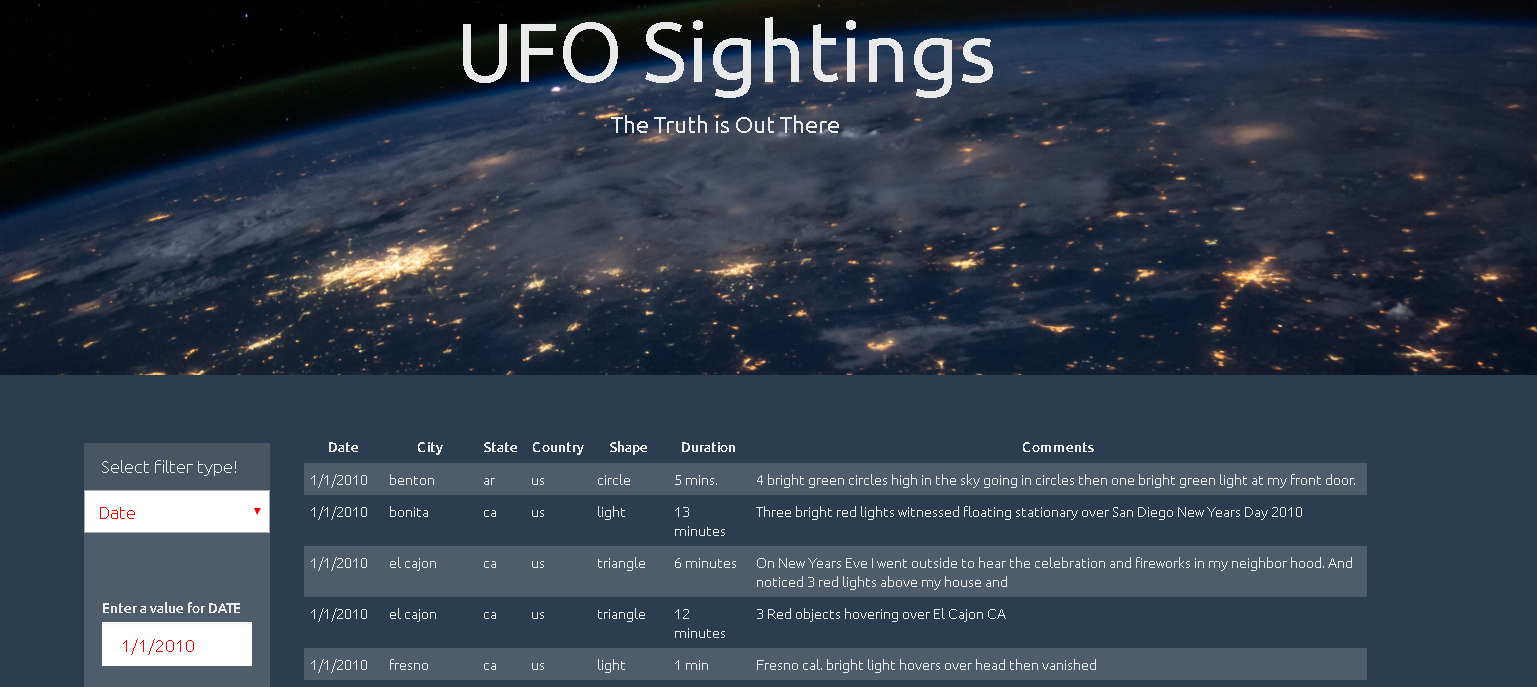 UFO Sightings
The Truth is Out There
Select filter type!
Date
Enter a value for DATE
1/1/2010
Date City State Country Shape Duration Comments
1/1/2010 benton ar us circle 5 mins. 4 bright green circles high in the sky going in circles then one bright green light at my front door.
1/1/2010 bonita ca us light 13 Three bright red lights witnessed floating stationary over San Diego New Years Day 2010
minutes
1/1/2010 el cajon ca us triangle 6 minutes On New Years Eve I went outside to hear the celebration and fireworks in my neighbor hood. And
noticed 3 red lights above my house and
1/1/2010 el cajon ca us triangle 12 3 Red objects hovering over El Cajon CA
minutes
1/1/2010 fresno ca us light 1 min Fresno cal. bright light hovers over head then vanished